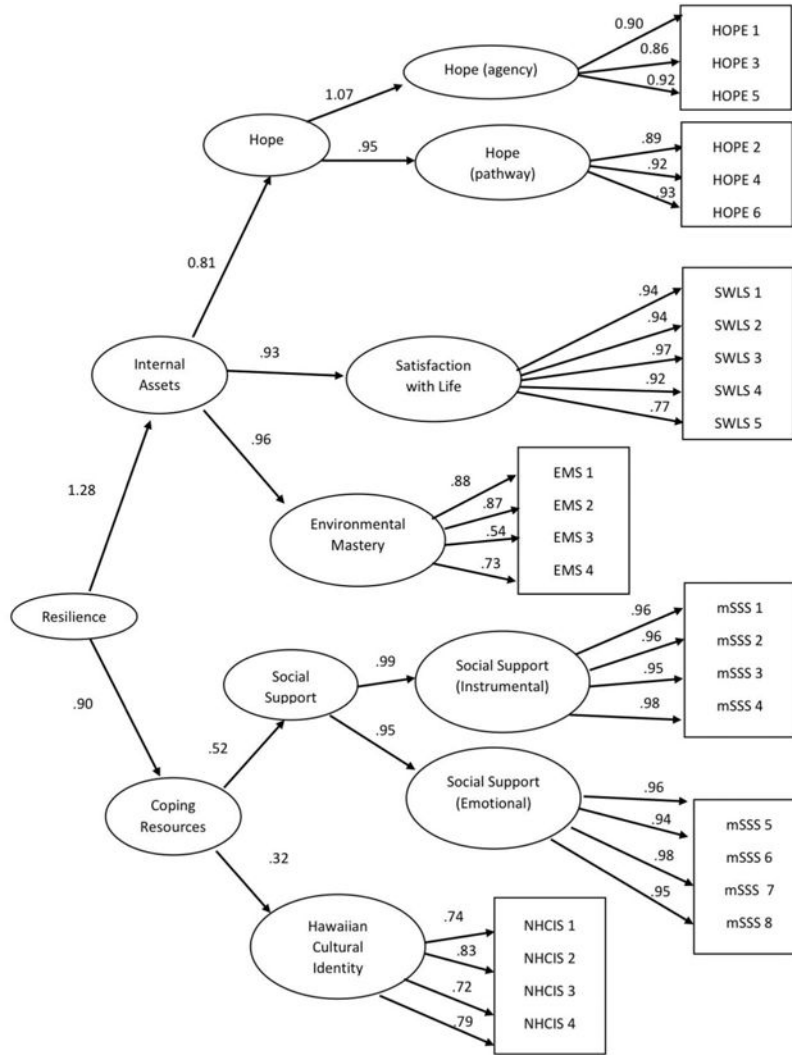 0.90
HOPE 1
0.86
Hope (agency)
HOPE 3
0.92
HOPE 5
1.07
Hope
.95
Hope
(pathway)
.89
HOPE 2
.92
HOPE 4
.93
HOPE 6
0.81
Internal
Assets
.93
Satisfaction
with Life
.94
SWLS 1
.94
SWLS 2
.97
SWLS 3
.92
SWLS 4
.77
SWLS 5
.96
Environmental
Mastery
.88
EMS 1
.87
EMS 2
.54
EMS 3
.73
EMS 4
1.28
Resilience
.90
Social
Support
.99
Social Support
(Instrumental)
.96
mSSS 1
.96
mSSS 2
.95
mSSS 3
.98
mSSS 4
.52
.95
Social Support
(Emotional)
.96
mSSS 5
.94
mSSS 6
.98
mSSS 7
.95
mSSS 8
Coping
Resources
.32
Hawaiian
Cultural
Identity
.74
NHCIS 1
.83
NHCIS 2
.72
NHCIS 3
.79
NHCIS 4